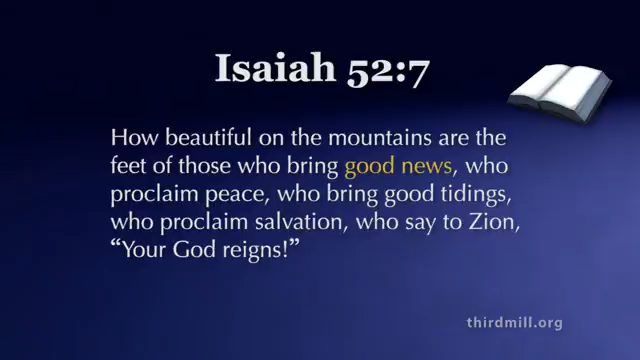 Isaiah 52:7
How beautiful on the mountains are the
feet of those who bring good news, who
proclaim peace, who bring good tidings,
who proclaim salvation, who say to Zion,
“Your God reigns!”
thirdmill.org